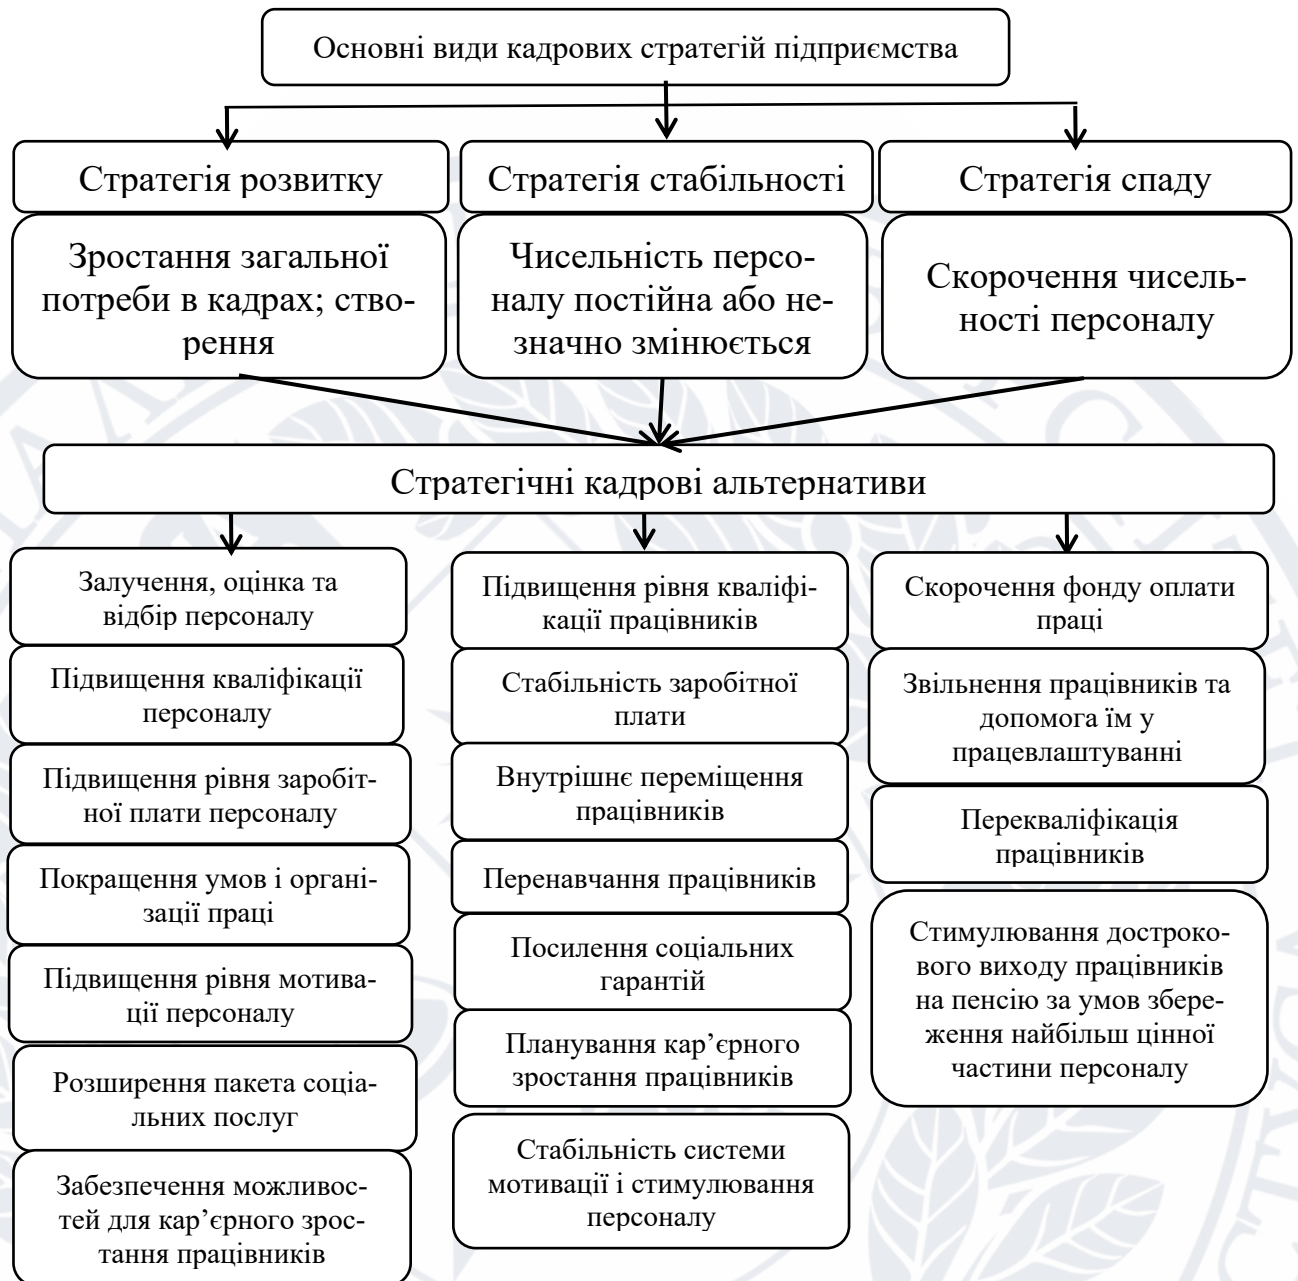 Основні види кадрових стратегій підприємства
Стратегія розвитку
Стратегія стабільності
Стратегія спаду
Зростання загальної
потреби в кадрах; ство-
рення
Чисельність персо-
налу постійна або не-
значно змінюється
Скорочення чисель-
ності персоналу
Стратегічні кадрові альтернативи
Залучення, оцінка та
відбір персоналу
Підвищення кваліфікації
персоналу
Підвищення рівня заробіт-
ної плати персоналу
Покращення умов і органі-
зації праці
Підвищення рівня мотива-
ції персоналу
Розширення пакета соціа-
льних послуг
Забезпечення можливос-
тей для кар’єрного зрос-
тання працівників
Підвищення рівня кваліфі-
кації працівників
Стабільність заробітної
плати
Внутрішнє переміщення
працівників
Перенавчання працівників
Посилення соціальних
гарантій
Планування кар’єрного
зростання працівників
Стабільність системи
мотивації і стимулювання
персоналу
Скорочення фонду оплати
праці
Звільнення працівників та
допомога їм у
працевлаштуванні
Перекваліфікація
працівників
Стимулювання достроко-
вого виходу працівників
на пенсію за умов збере-
ження найбільш цінної
частини персоналу